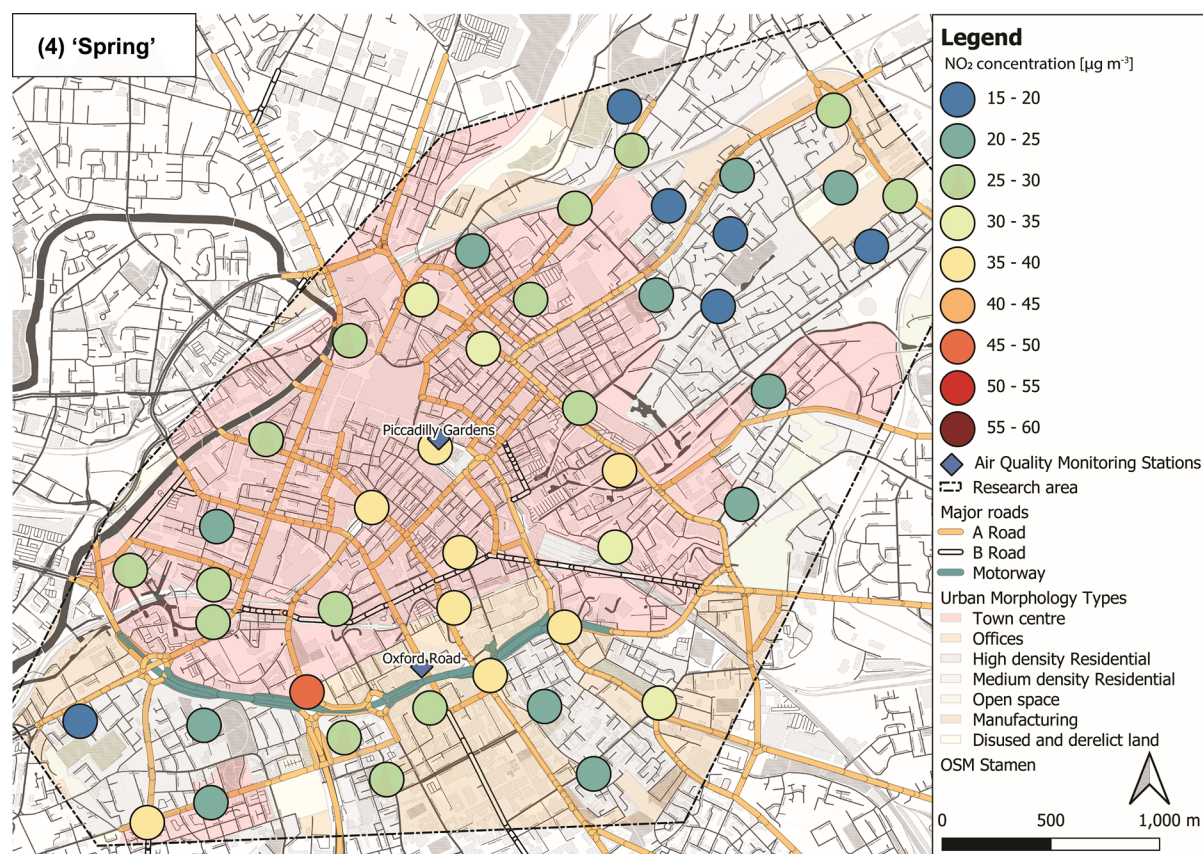 (4) ‘Spring’
Piccadilly Gardens
Oxford Road
Legend
NO₂ concentration [µg m⁻³]
15 - 20
20 - 25
25 - 30
30 - 35
35 - 40
40 - 45
45 - 50
50 - 55
55 - 60
Air Quality Monitoring Stations
Research area
Major roads
A Road
B Road
Motorway
Urban Morphology Types
Town centre
Offices
High density Residential
Medium density Residential
Open space
Manufacturing
Disused and derelict land
OSM Stamen
0 500 1,000 m